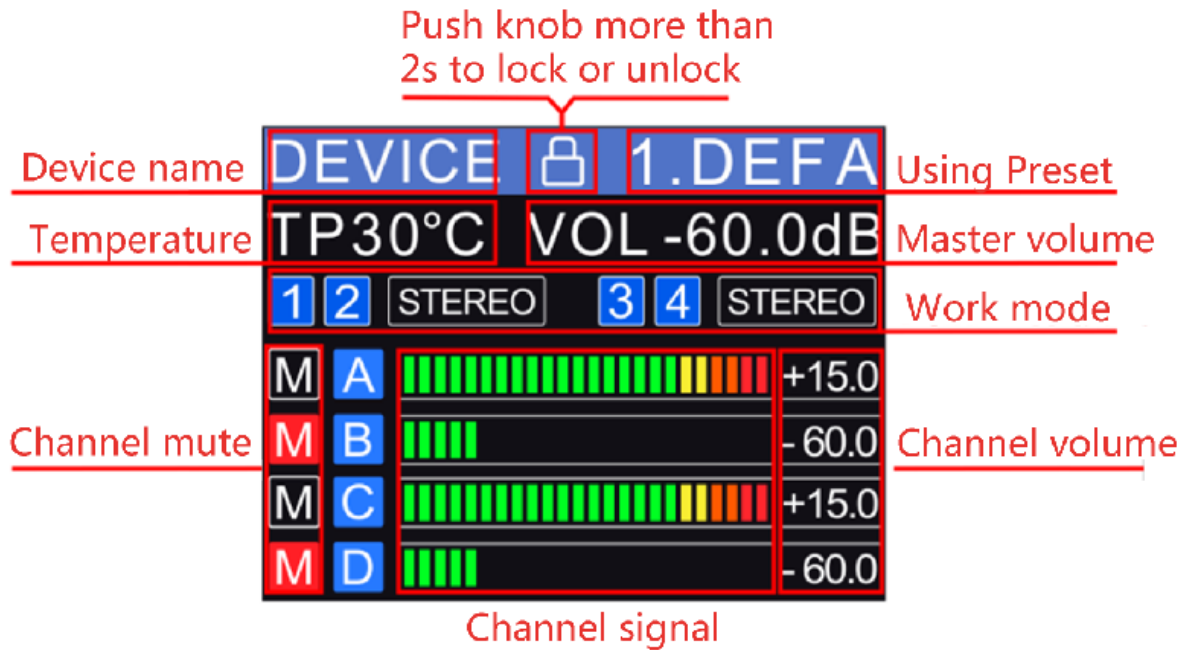 Push knob more than
2s to lock or unlock
Device name DEVICE 1.DEFA Using Preset
Temperature TP30°C VOL -60.0dB Master volume
1 2 STEREO 3 4 STEREO Work mode
M A +15.0
Channel mute M B - 60.0 Channel volume
M C +15.0
M D - 60.0
Channel signal